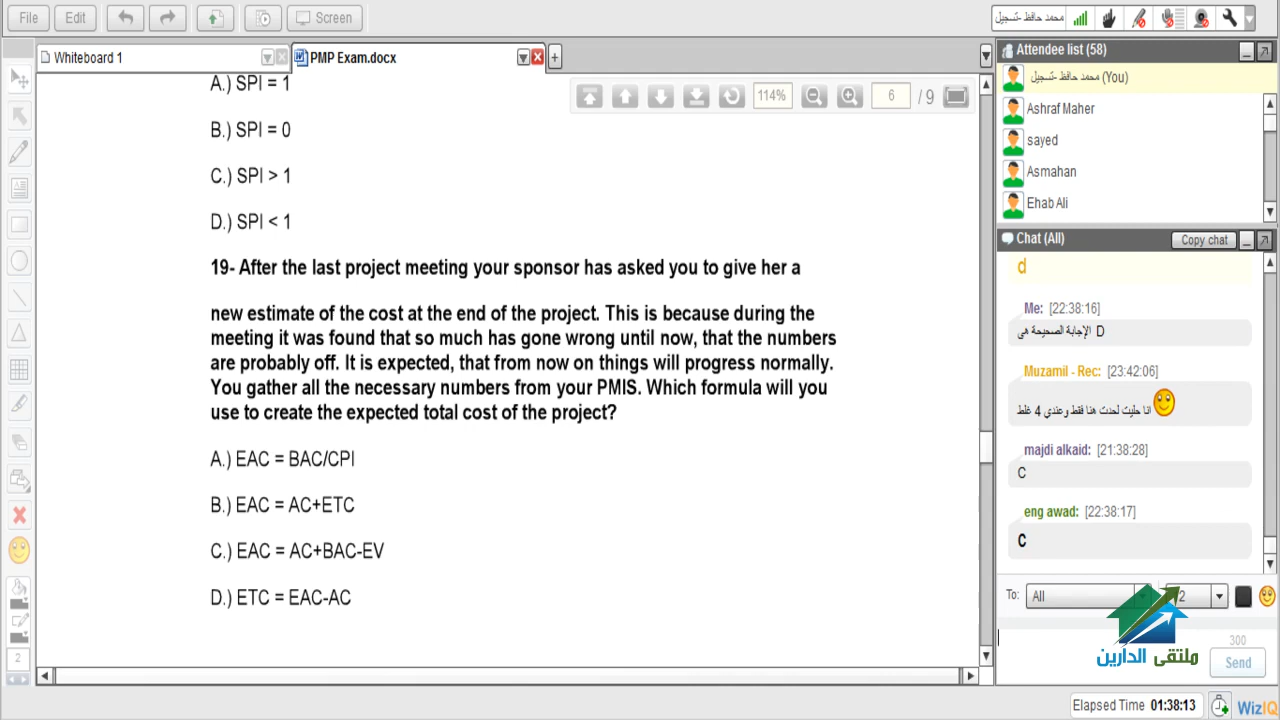 File Edit Screen
محمد حافظ -تسجيل
Whiteboard 1
PMP Exam.docx
114%
6 / 9
A.) SPI = 1
B.) SPI = 0
C.) SPI > 1
D.) SPI < 1
19- After the last project meeting your sponsor has asked you to give her a
new estimate of the cost at the end of the project. This is because during the
meeting it was found that so much has gone wrong until now, that the numbers
are probably off. It is expected, that from now on things will progress normally.
You gather all the necessary numbers from your PMIS. Which formula will you
use to create the expected total cost of the project?
A.) EAC = BAC/CPI
B.) EAC = AC+ETC
C.) EAC = AC+BAC-EV
D.) ETC = EAC-AC
2
Attendee list (58)
محمد حافظ -تسجيل (You)
Ashraf Maher
sayed
Asmahan
Ehab Ali
Chat (All)
Copy chat
d
Me: [22:38:16]
الإجابة الصحيحة هى D
Muzamil - Rec: [23:42:06]
انا حليت لحدت هنا فقط وعندي 4 غلط
majdi alkaid: [21:38:28]
C
eng awad: [22:38:17]
C
To: All
2
300
Send
ملتقى الدارين
Elapsed Time 01:38:13
WizIQ